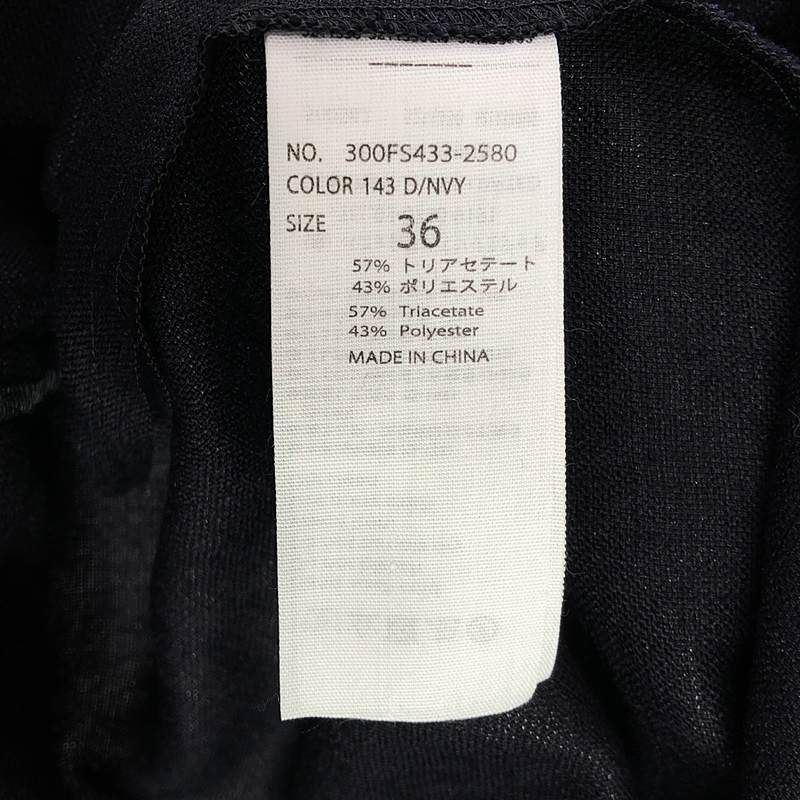 NO. 300FS433-2580
COLOR 143 D/NVY
SIZE 36
57% トリアセテート
43% ポリエステル
57% Triacetate
43% Polyester
MADE IN CHINA